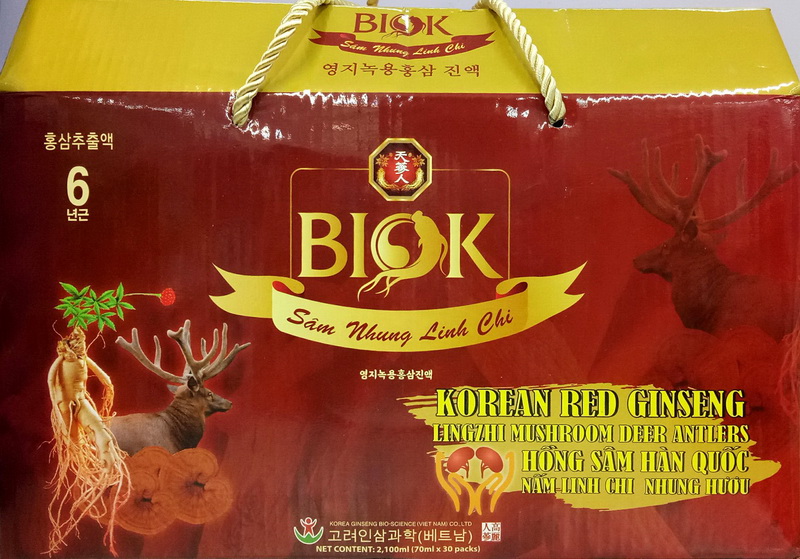 BIOK
Sâm Nhung Linh Chi
영지녹용홍삼 진액
홍삼추출액
6
년근
天蔘人
BIOK
Sâm Nhung Linh Chi
영지녹용홍삼진액
KOREAN RED GINSENG
LINGZHI MUSHROOM DEER ANTLERS
HỒNG SÂM HÀN QUỐC
NẤM-LINH CHI NHUNG HƯƠU
KOREA GINSENG BIO-SCIENCE (VIET NAM) CO., LTD
고려인삼과학(베트남)
NET CONTENT: 2,100ml (70ml x 30 packs)
高麗人蔘